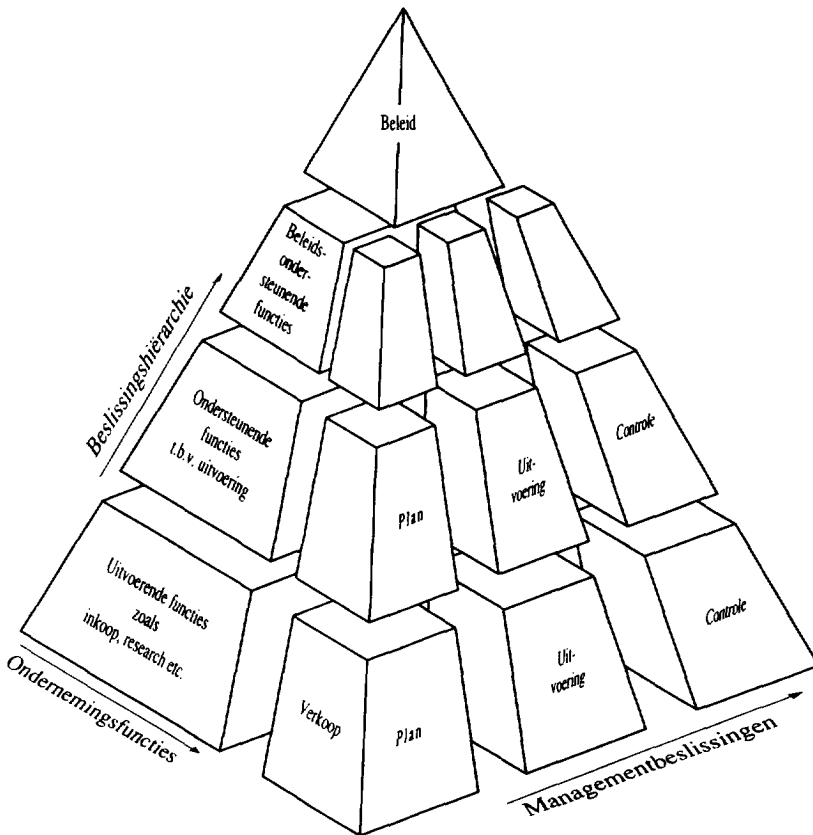 Beleid
Beleids-
onder-
steunende
functies
Beslissingshiërarchie
Ondersteunende
functies
t.b.v. uitvoering
Plan
Uit-
voering
Controle
Uitvoerende functies
zoals
inkoop, research etc.
Verkoop
Plan
Uit-
voering
Controle
Ondernemingsfuncties
Managementbeslissingen